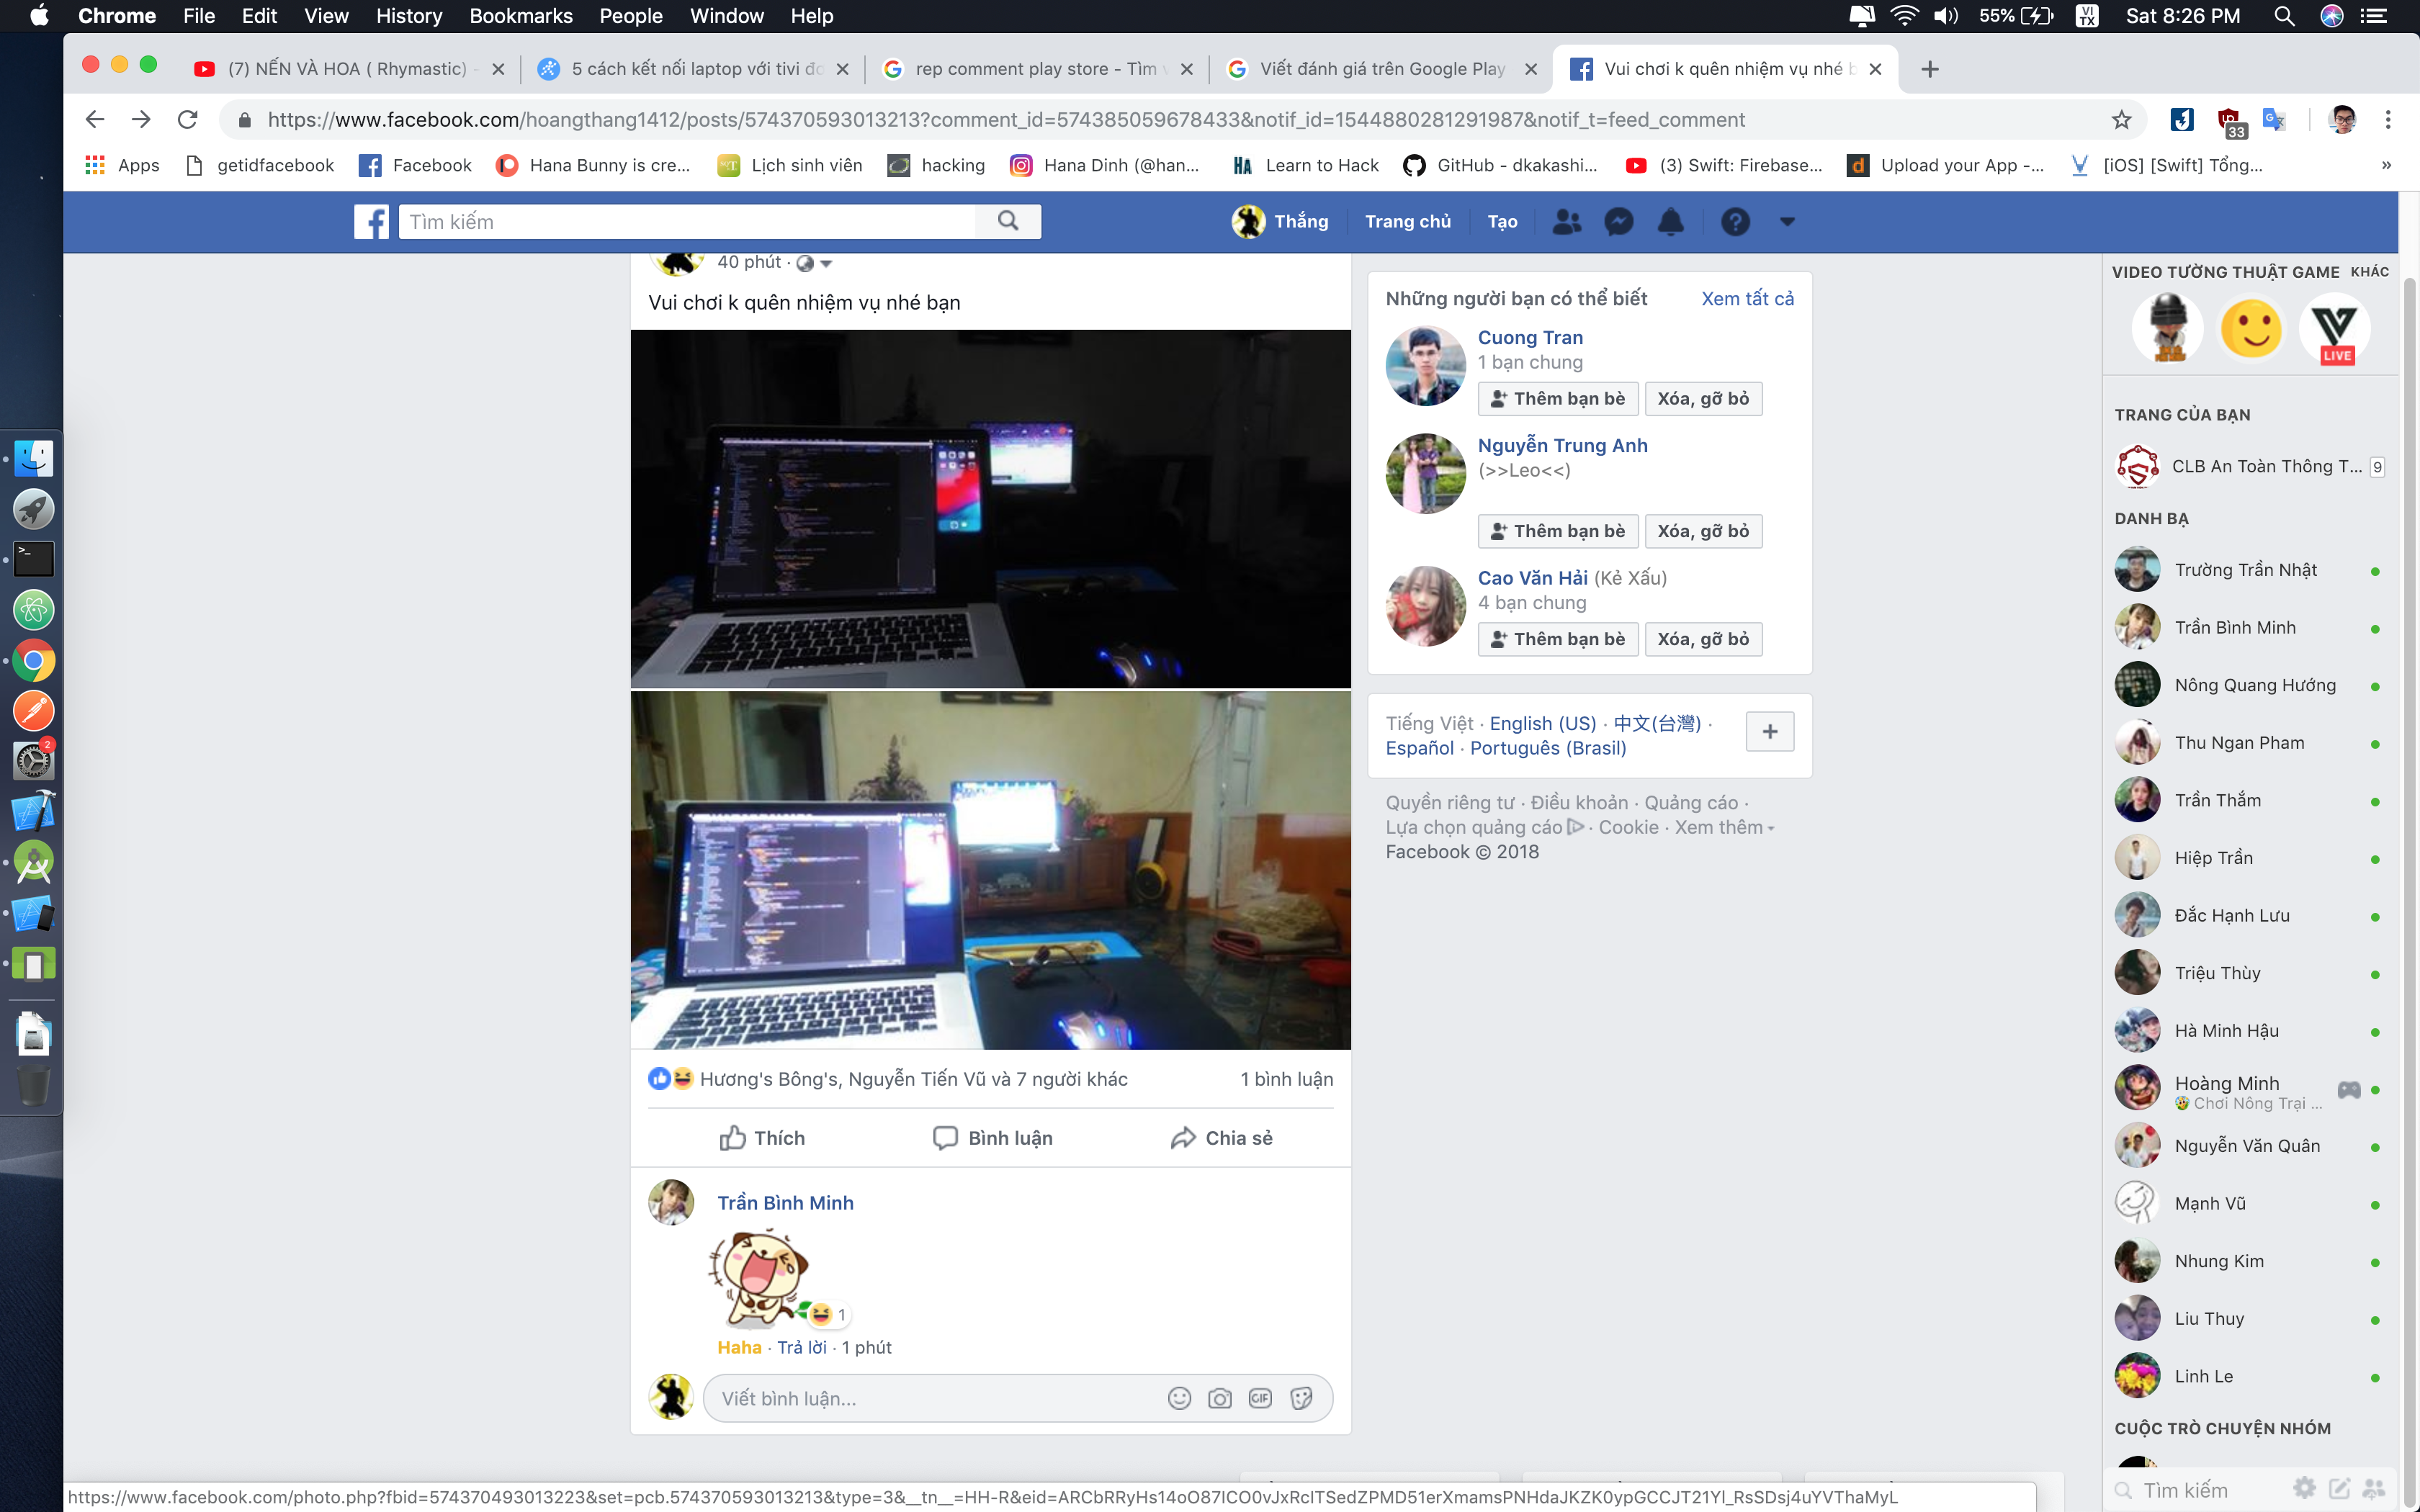 Chrome File Edit View History Bookmarks People Window Help
55% VI TX Sat 8:26 PM
(7) NẾN VÀ HOA ( Rhymastic) -
5 cách kết nối laptop với tivi đơ
rep comment play store - Tìm
Viết đánh giá trên Google Play
Vui chơi k quên nhiệm vụ nhé b
https://www.facebook.com/hoangthang1412/posts/574370593013213?comment_id=574385059678433&notif_id=1544880281291987&notif_t=feed_comment
33
Apps getidfacebook Facebook Hana Bunny is cre... Lịch sinh viên hacking Hana Dinh (@han... Learn to Hack GitHub - dkakashi... (3) Swift: Firebase... Upload your App -... [iOS] [Swift] Tổng... »
Tìm kiếm
Thắng Trang chủ Tạo
40 phút ·
Vui chơi k quên nhiệm vụ nhé bạn
Hương's Bông's, Nguyễn Tiến Vũ và 7 người khác
1 bình luận
Thích Bình luận Chia sẻ
Trần Bình Minh
1
Haha · Trả lời · 1 phút
Viết bình luận...
GIF
Những người bạn có thể biết Xem tất cả
Cuong Tran
1 bạn chung
Thêm bạn bè Xóa, gỡ bỏ
Nguyễn Trung Anh
(>>Leo<<)
Thêm bạn bè Xóa, gỡ bỏ
Cao Văn Hải (Kẻ Xấu)
4 bạn chung
Thêm bạn bè Xóa, gỡ bỏ
Tiếng Việt · English (US) · 中文(台灣) ·
Español · Português (Brasil)
Quyền riêng tư · Điều khoản · Quảng cáo ·
Lựa chọn quảng cáo · Cookie · Xem thêm
Facebook © 2018
VIDEO TƯỜNG THUẬT GAME KHÁC
LIVE
TRANG CỦA BẠN
CLB An Toàn Thông T... 9
DANH BẠ
Trường Trần Nhật
Trần Bình Minh
Nông Quang Hướng
Thu Ngan Pham
Trần Thắm
Hiệp Trần
Đắc Hạnh Lưu
Triệu Thùy
Hà Minh Hậu
Hoàng Minh
Chơi Nông Trại ...
Nguyễn Văn Quân
Mạnh Vũ
Nhung Kim
Liu Thuy
Linh Le
CUỘC TRÒ CHUYỆN NHÓM
Tìm kiếm
2
https://www.facebook.com/photo.php?fbid=574370493013223&set=pcb.574370593013213&type=3&__tn__=HH-R&eid=ARCbRRyHs14oO87ICO0vJxRcITSedZPMD51erXmamsPNHdaJKZK0ypGCCJT21Yl_RsSDsj4uYVThaMyL